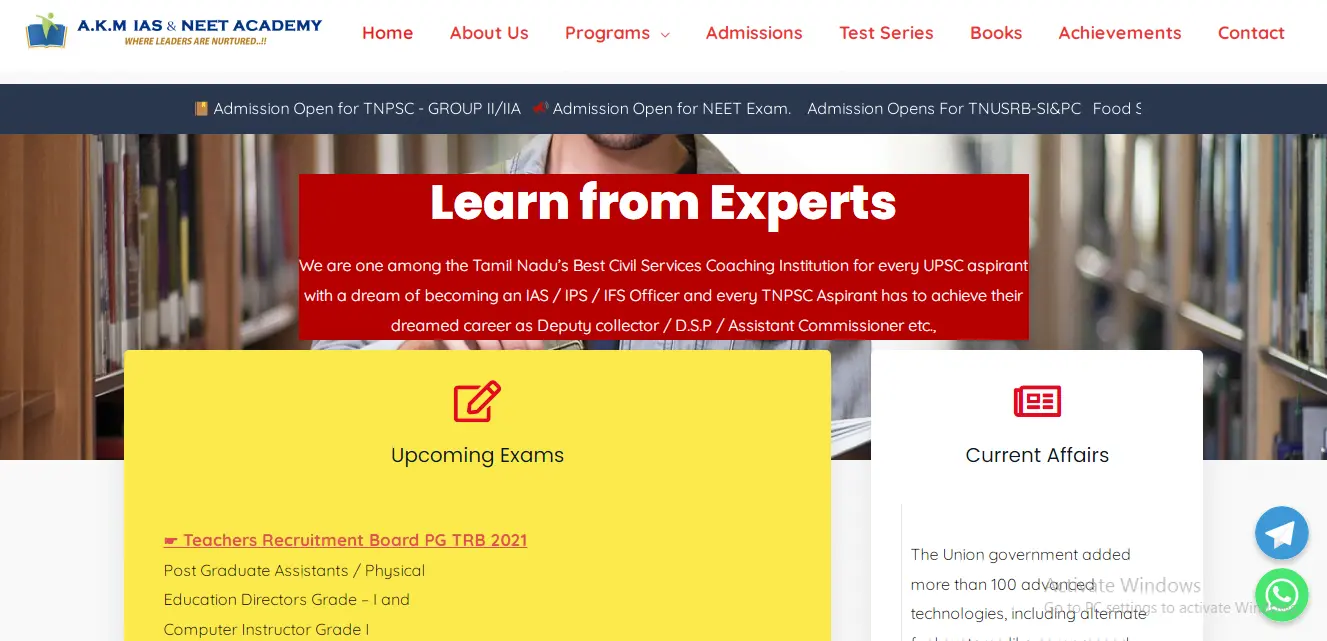 A.K.M IAS & NEET ACADEMY
WHERE LEADERS ARE NURTURED..!!
Home About Us Programs Admissions Test Series Books Achievements Contact
Admission Open for TNPSC - GROUP II/IIA Admission Open for NEET Exam. Admission Opens For TNUSRB-SI&PC Food S
Learn from Experts
We are one among the Tamil Nadu's Best Civil Services Coaching Institution for every UPSC aspirant
with a dream of becoming an IAS / IPS / IFS Officer and every TNPSC Aspirant has to achieve their
dreamed career as Deputy collector / D.S.P / Assistant Commissioner etc.,
Upcoming Exams
☛ Teachers Recruitment Board PG TRB 2021
Post Graduate Assistants / Physical
Education Directors Grade – I and
Computer Instructor Grade I
Current Affairs
The Union government added
more than 100 advanced
technologies, including alternate
Activate Windows
Go to PC settings to activate